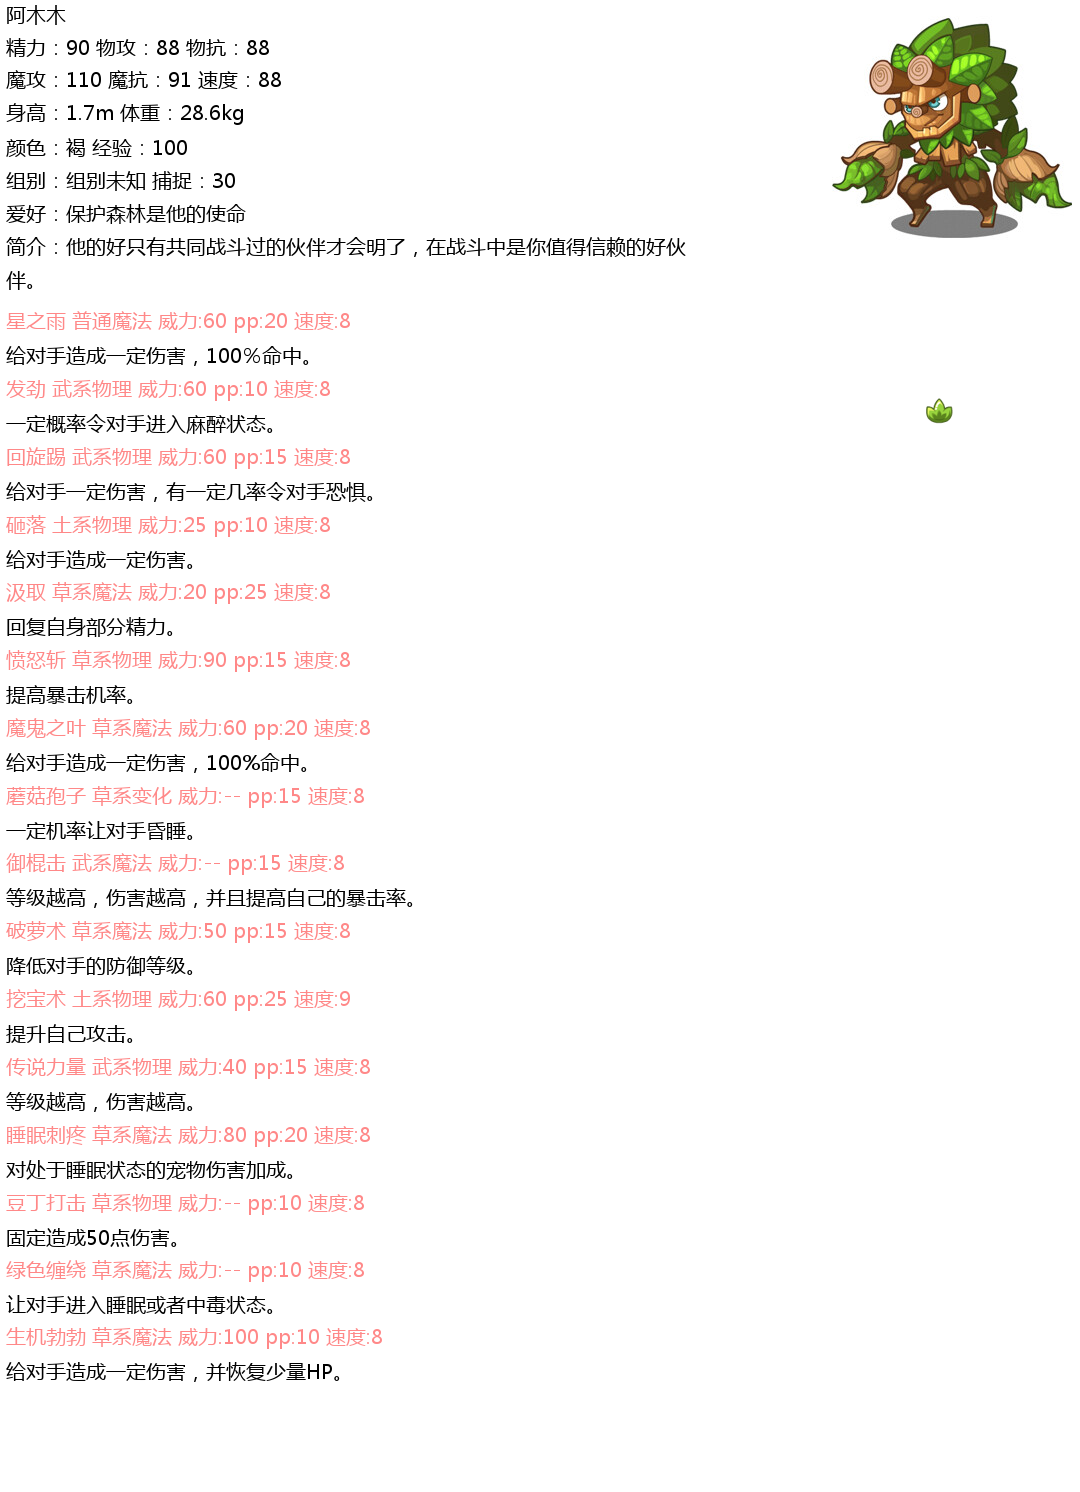 阿木木
精力：90 物攻：88 物抗：88
魔攻：110 魔抗：91 速度：88
身高：1.7m 体重：28.6kg
颜色：褐 经验：100
组别：组别未知 捕捉：30
爱好：保护森林是他的使命
简介：他的好只有共同战斗过的伙伴才会明了，在战斗中是你值得信赖的好伙
伴。
星之雨 普通魔法 威力:60 pp:20 速度:8
给对手造成一定伤害，100%命中。
发劲 武系物理 威力:60 pp:10 速度:8
一定概率令对手进入麻醉状态。
回旋踢 武系物理 威力:60 pp:15 速度:8
给对手一定伤害，有一定几率令对手恐惧。
砸落 土系物理 威力:25 pp:10 速度:8
给对手造成一定伤害。
汲取 草系魔法 威力:20 pp:25 速度:8
回复自身部分精力。
愤怒斩 草系物理 威力:90 pp:15 速度:8
提高暴击机率。
魔鬼之叶 草系魔法 威力:60 pp:20 速度:8
给对手造成一定伤害，100%命中。
蘑菇孢子 草系变化 威力:-- pp:15 速度:8
一定机率让对手昏睡。
御棍击 武系魔法 威力:-- pp:15 速度:8
等级越高，伤害越高，并且提高自己的暴击率。
破萝术 草系魔法 威力:50 pp:15 速度:8
降低对手的防御等级。
挖宝术 土系物理 威力:60 pp:25 速度:9
提升自己攻击。
传说力量 武系物理 威力:40 pp:15 速度:8
等级越高，伤害越高。
睡眠刺疼 草系魔法 威力:80 pp:20 速度:8
对处于睡眠状态的宠物伤害加成。
豆丁打击 草系物理 威力:-- pp:10 速度:8
固定造成50点伤害。
绿色缠绕 草系魔法 威力:-- pp:10 速度:8
让对手进入睡眠或者中毒状态。
生机勃勃 草系魔法 威力:100 pp:10 速度:8
给对手造成一定伤害，并恢复少量HP。